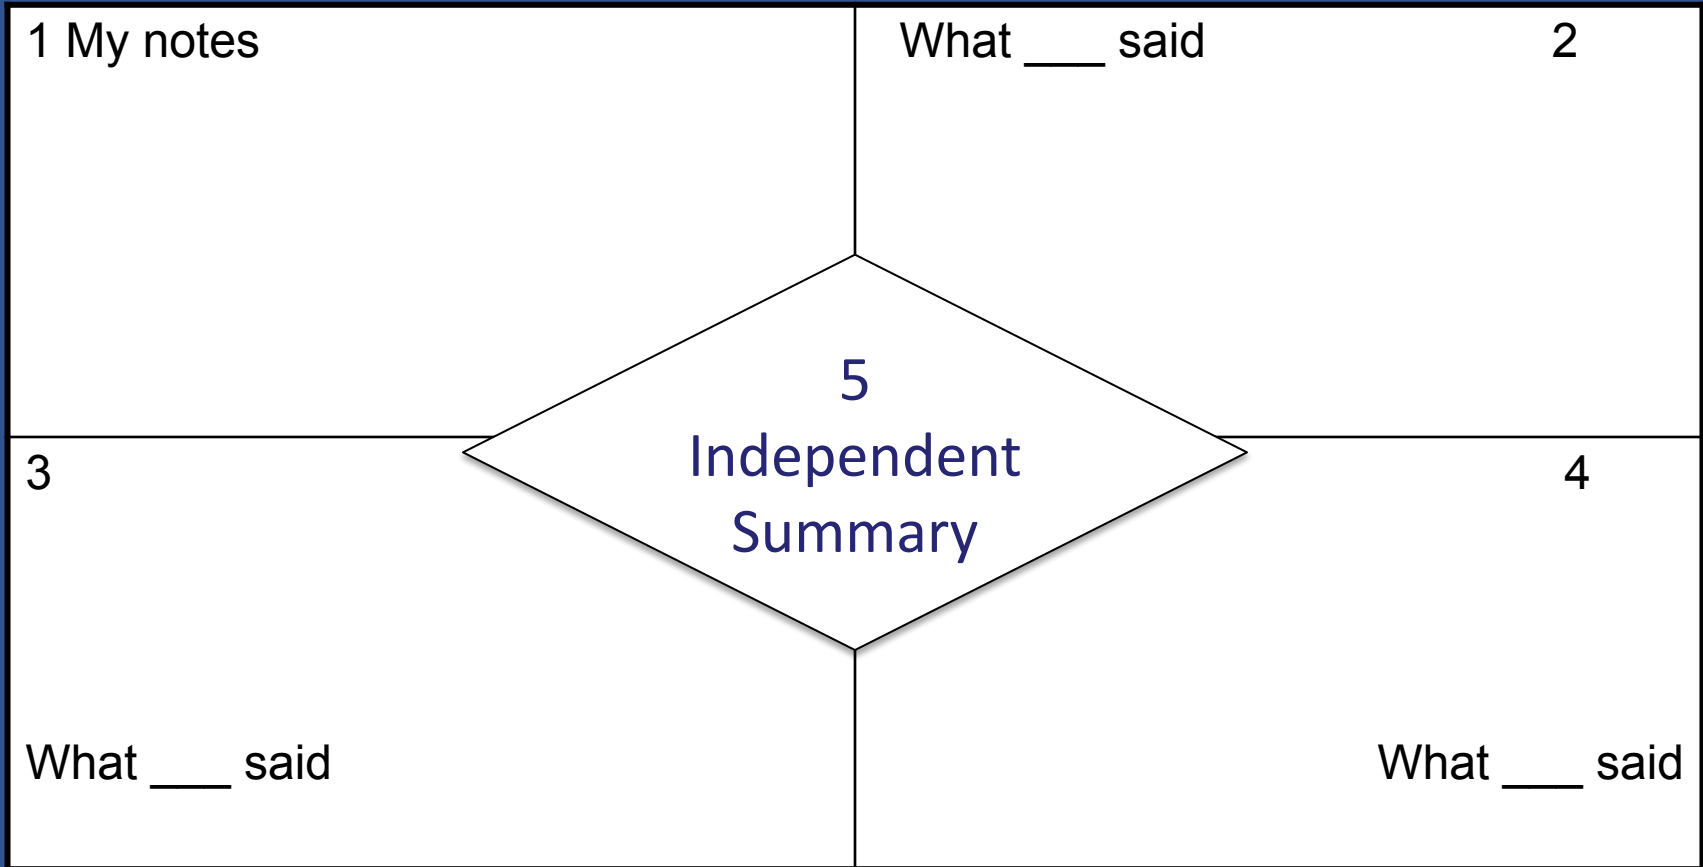 1 My notes
What ___ said 2
5
Independent
Summary
3
4
What ___ said
What ___ said